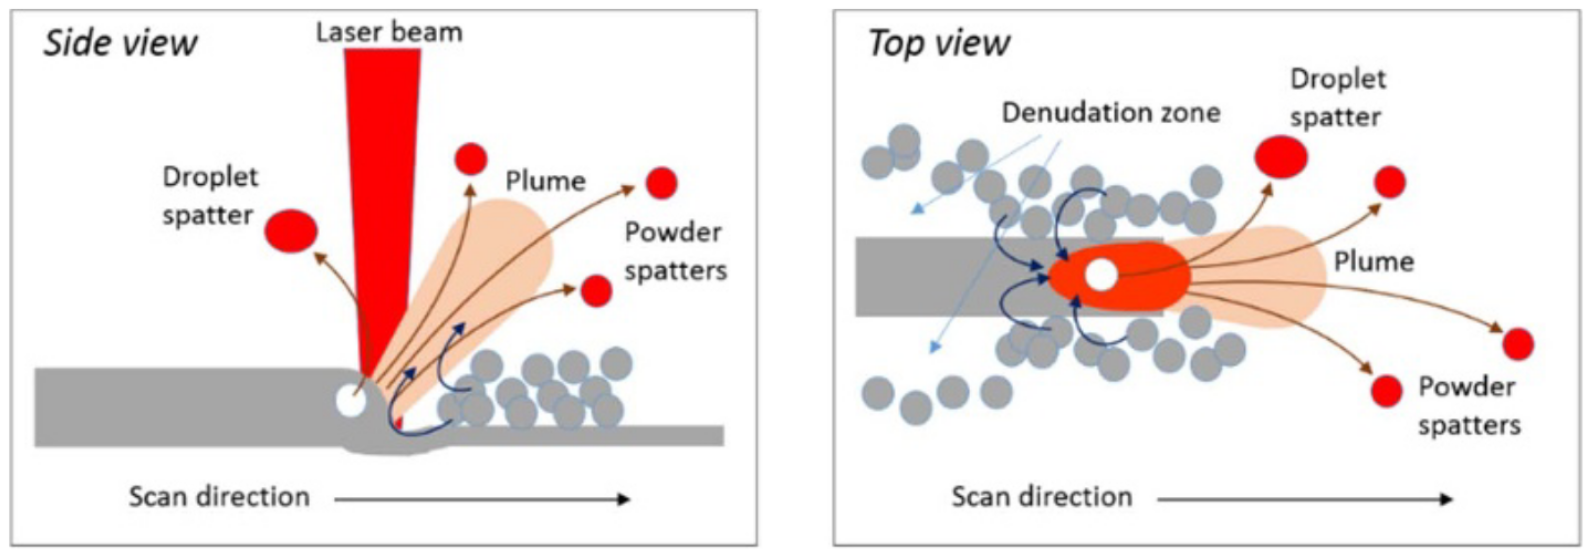 Side view
Laser beam
Droplet
spatter
Plume
Powder
spatters
Scan direction
Top view
Denudation zone
Droplet
spatter
Plume
Powder
spatters
Scan direction